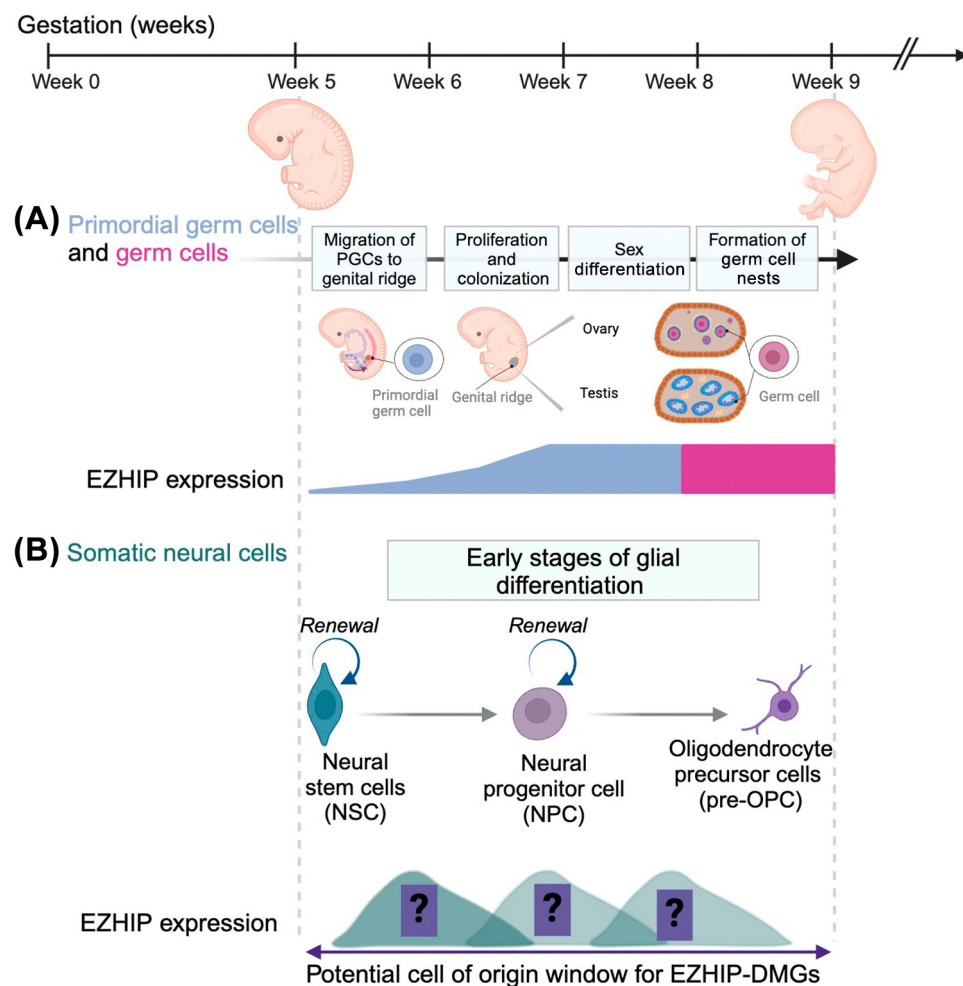 Gestation (weeks)
Week 0
Week 5
Week 6
Week 7
Week 8
Week 9
(A) Primordial germ cells
and germ cells
Migration of
PGCs to
genital ridge
Proliferation
and
colonization
Sex
differentiation
Formation of
germ cell
nests
Primordial
germ cell
Genital ridge
Ovary
Testis
Germ cell
EZHIP expression
(B) Somatic neural cells
Early stages of glial
differentiation
Renewal
Renewal
Neural
stem cells
(NSC)
Neural
progenitor cell
(NPC)
Oligodendrocyte
precursor cells
(pre-OPC)
EZHIP expression
?
?
?
Potential cell of origin window for EZHIP-DMGs